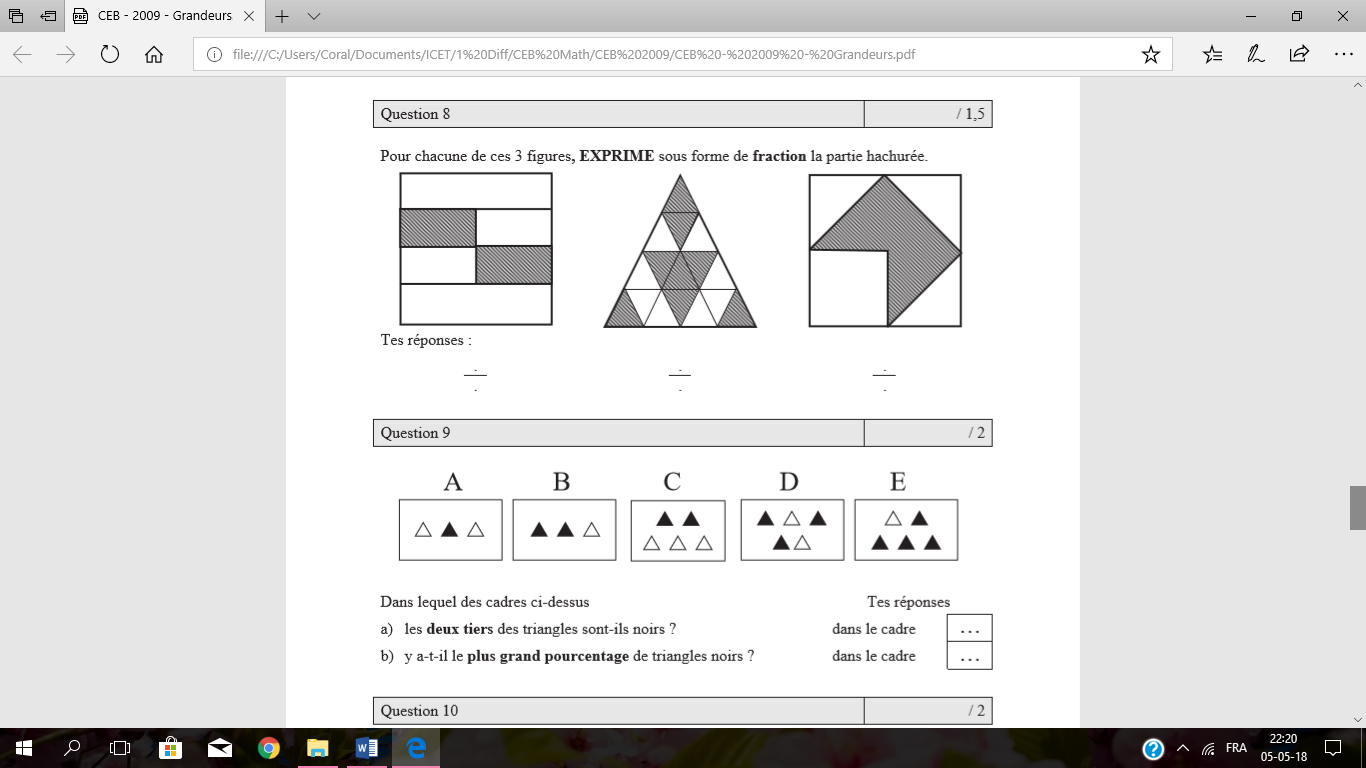 CEB - 2009 - Grandeurs
file:///C:/Users/Coral/Documents/ICET/1%20Diff/CEB%20Math/CEB%202009/CEB%20-%202009%20-%20Grandeurs.pdf
Question 8 / 1,5
Pour chacune de ces 3 figures, EXPRIME sous forme de fraction la partie hachurée.
Tes réponses :
Question 9 / 2
A B C D E
Dans lequel des cadres ci-dessus Tes réponses
a) les deux tiers des triangles sont-ils noirs ? dans le cadre ...
b) y a-t-il le plus grand pourcentage de triangles noirs ? dans le cadre ...
Question 10 / 2
FRA 22:20
05-05-18